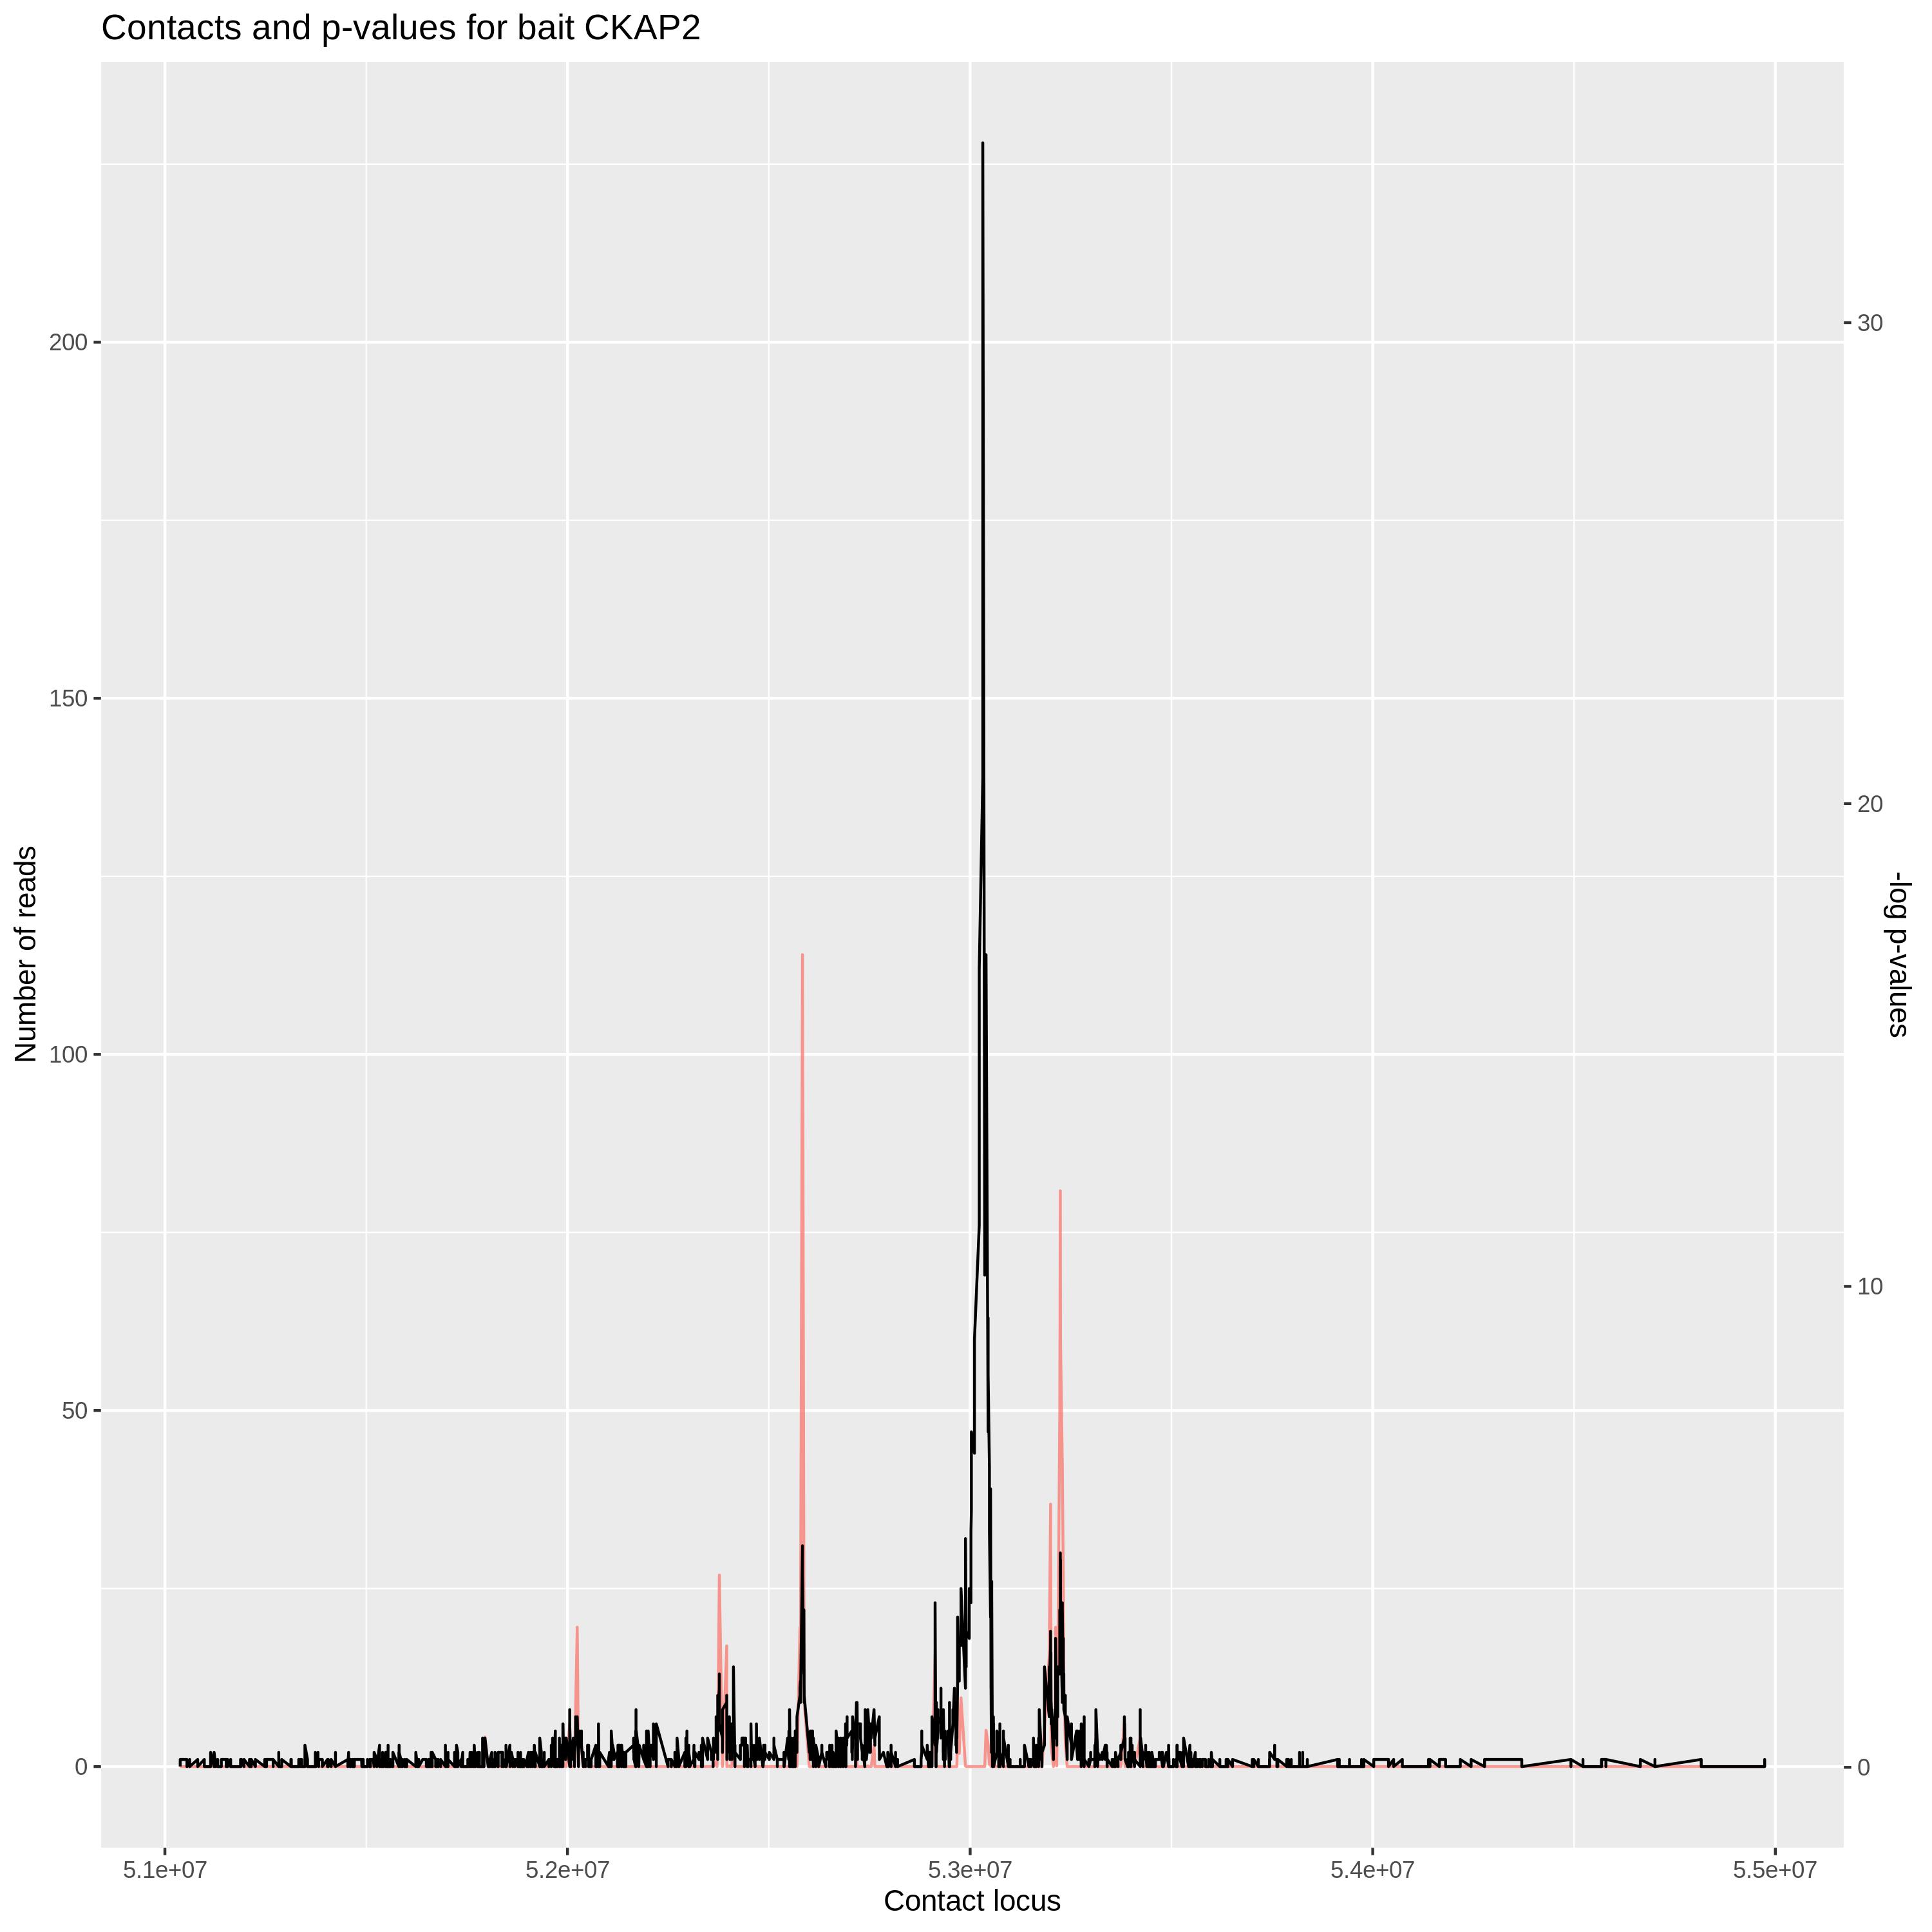 Contacts and p-values for bait CKAP2
200
150
100
50
0
Number of reads
30
20
10
0
-log p-values
5.1e+07 5.2e+07 5.3e+07 5.4e+07 5.5e+07
Contact locus